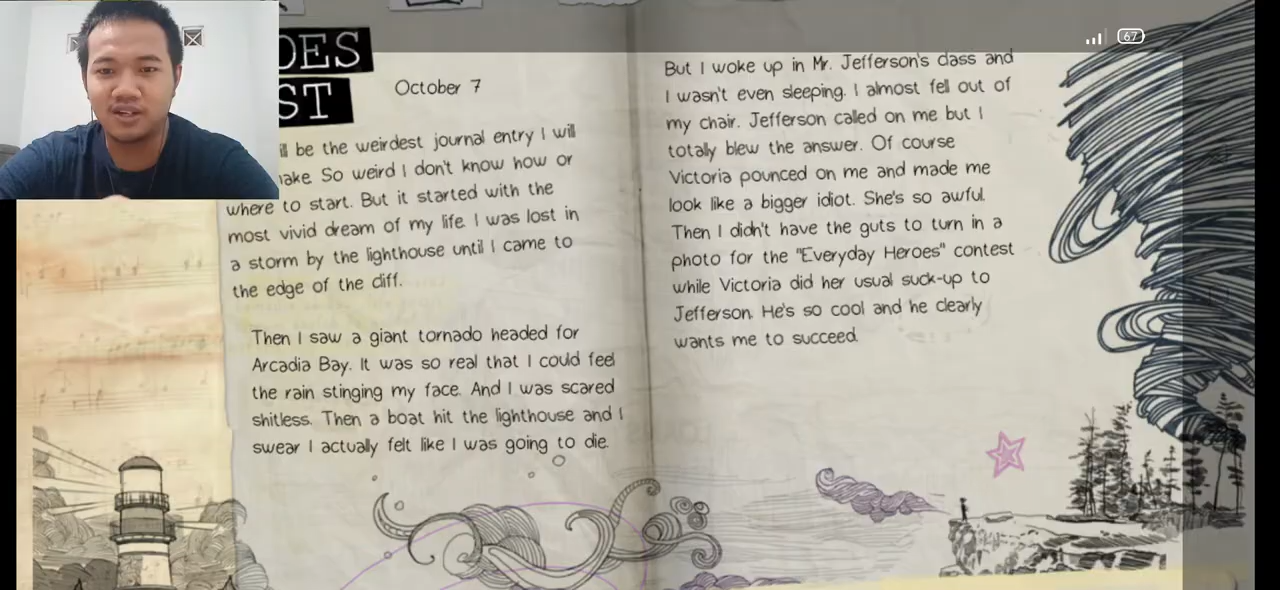 OES
ST
October 7
ll be the weirdest journal entry I will
ake. So weird I don't know how or
where to start. But it started with the
most vivid dream of my life. I was lost in
a storm by the lighthouse until I came to
the edge of the cliff.
Then I saw a giant tornado headed for
Arcadia Bay. It was so real that I could feel
the rain stinging my face. And I was scared
shitless. Then a boat hit the lighthouse and I
swear I actually felt like I was going to die.
But I woke up in Mr. Jefferson's class and
I wasn't even sleeping. I almost fell out of
my chair. Jefferson called on me but I
totally blew the answer. Of course
Victoria pounced on me and made me
look like a bigger idiot. She's so awful.
Then I didn't have the guts to turn in a
photo for the "Everyday Heroes" contest
while Victoria did her usual suck-up to
Jefferson. He's so cool and he clearly
wants me to succeed.
67